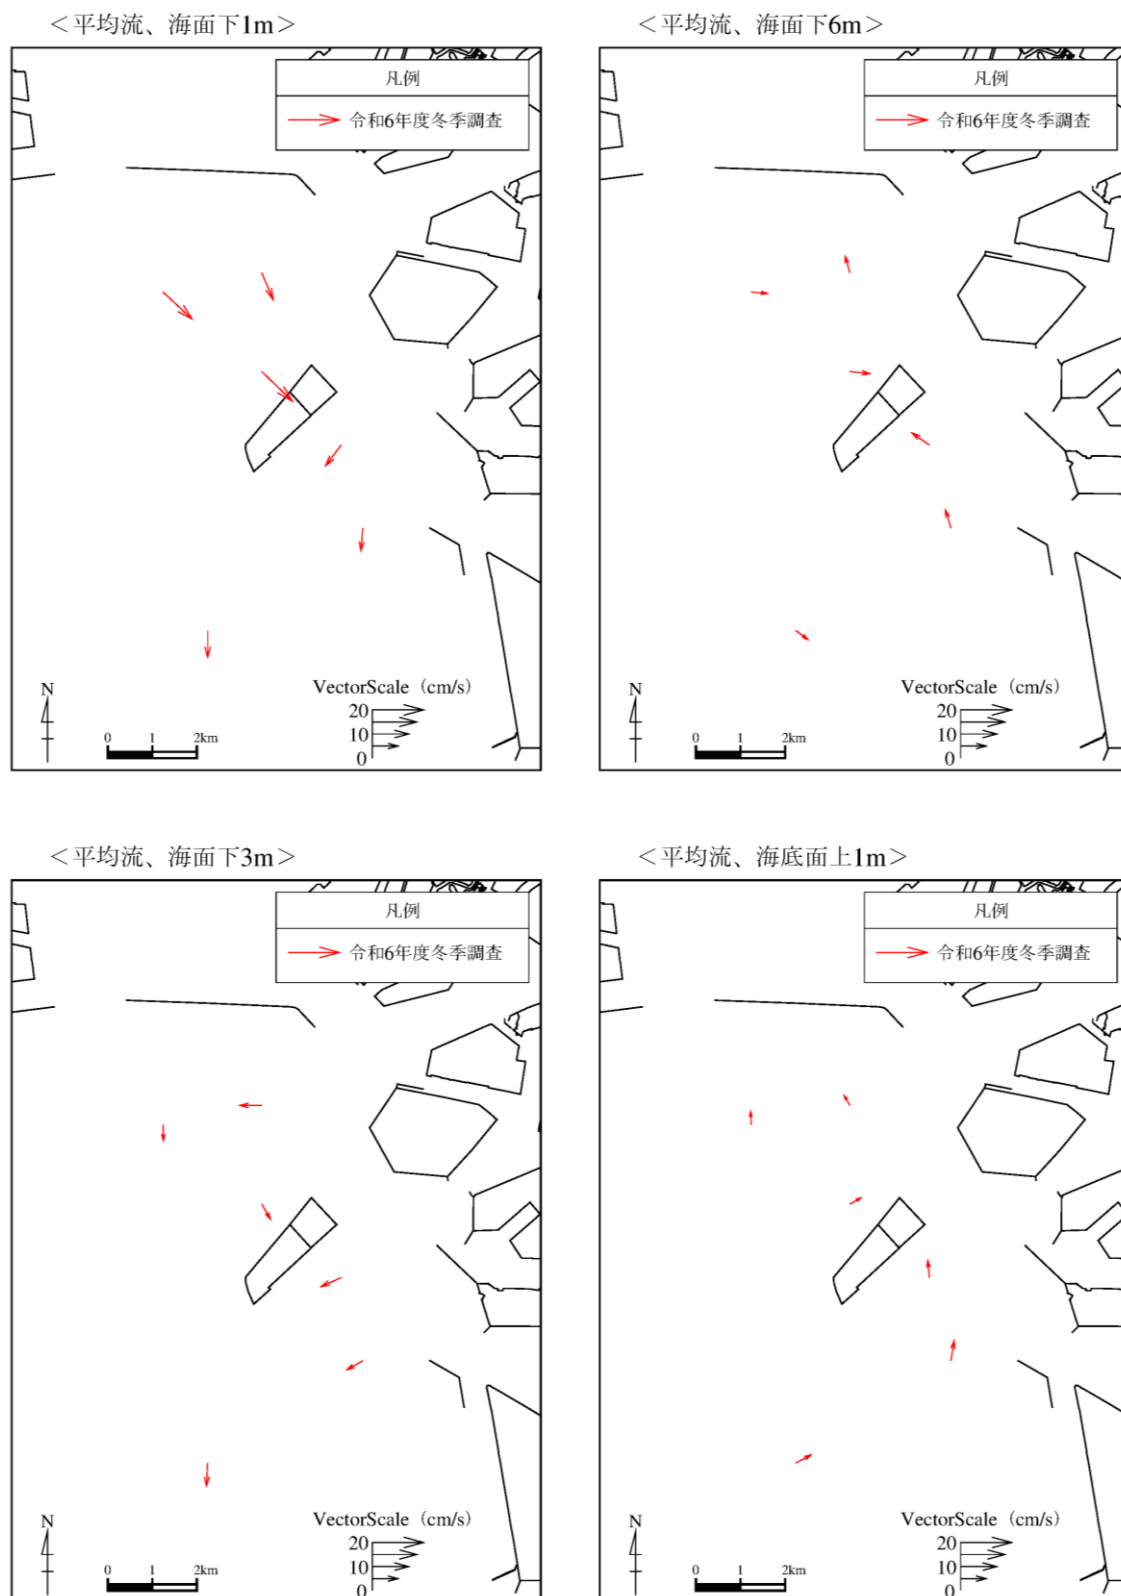 ＜平均流、海面下1m＞
凡例
令和6年度冬季調査
N
0 1 2km
VectorScale (cm/s)
20
10
0
＜平均流、海面下6m＞
凡例
令和6年度冬季調査
N
0 1 2km
VectorScale (cm/s)
20
10
0
＜平均流、海面下3m＞
凡例
令和6年度冬季調査
N
0 1 2km
VectorScale (cm/s)
20
10
0
＜平均流、海底面上1m＞
凡例
令和6年度冬季調査
N
0 1 2km
VectorScale (cm/s)
20
10
0